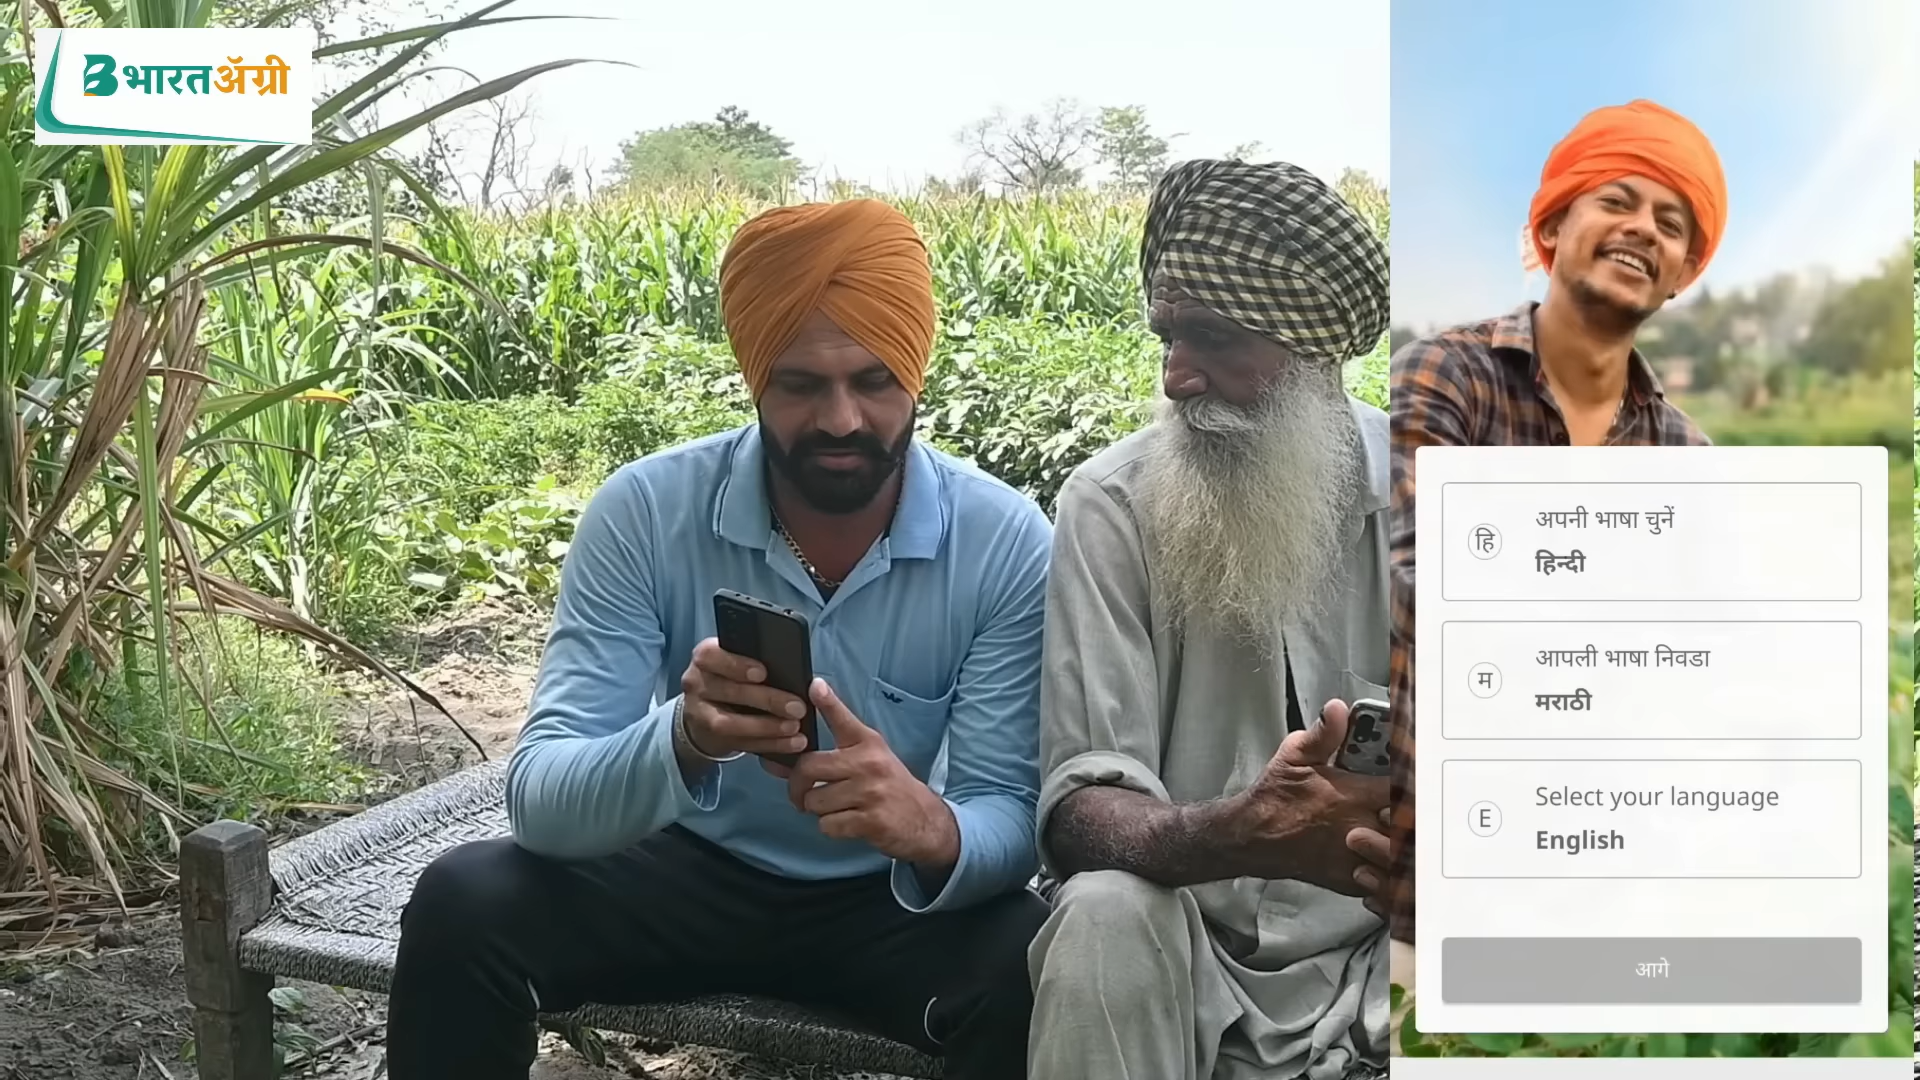 भारतॲग्री
हि
अपनी भाषा चुनें
हिन्दी
म
आपली भाषा निवडा
मराठी
E
Select your language
English
आगे